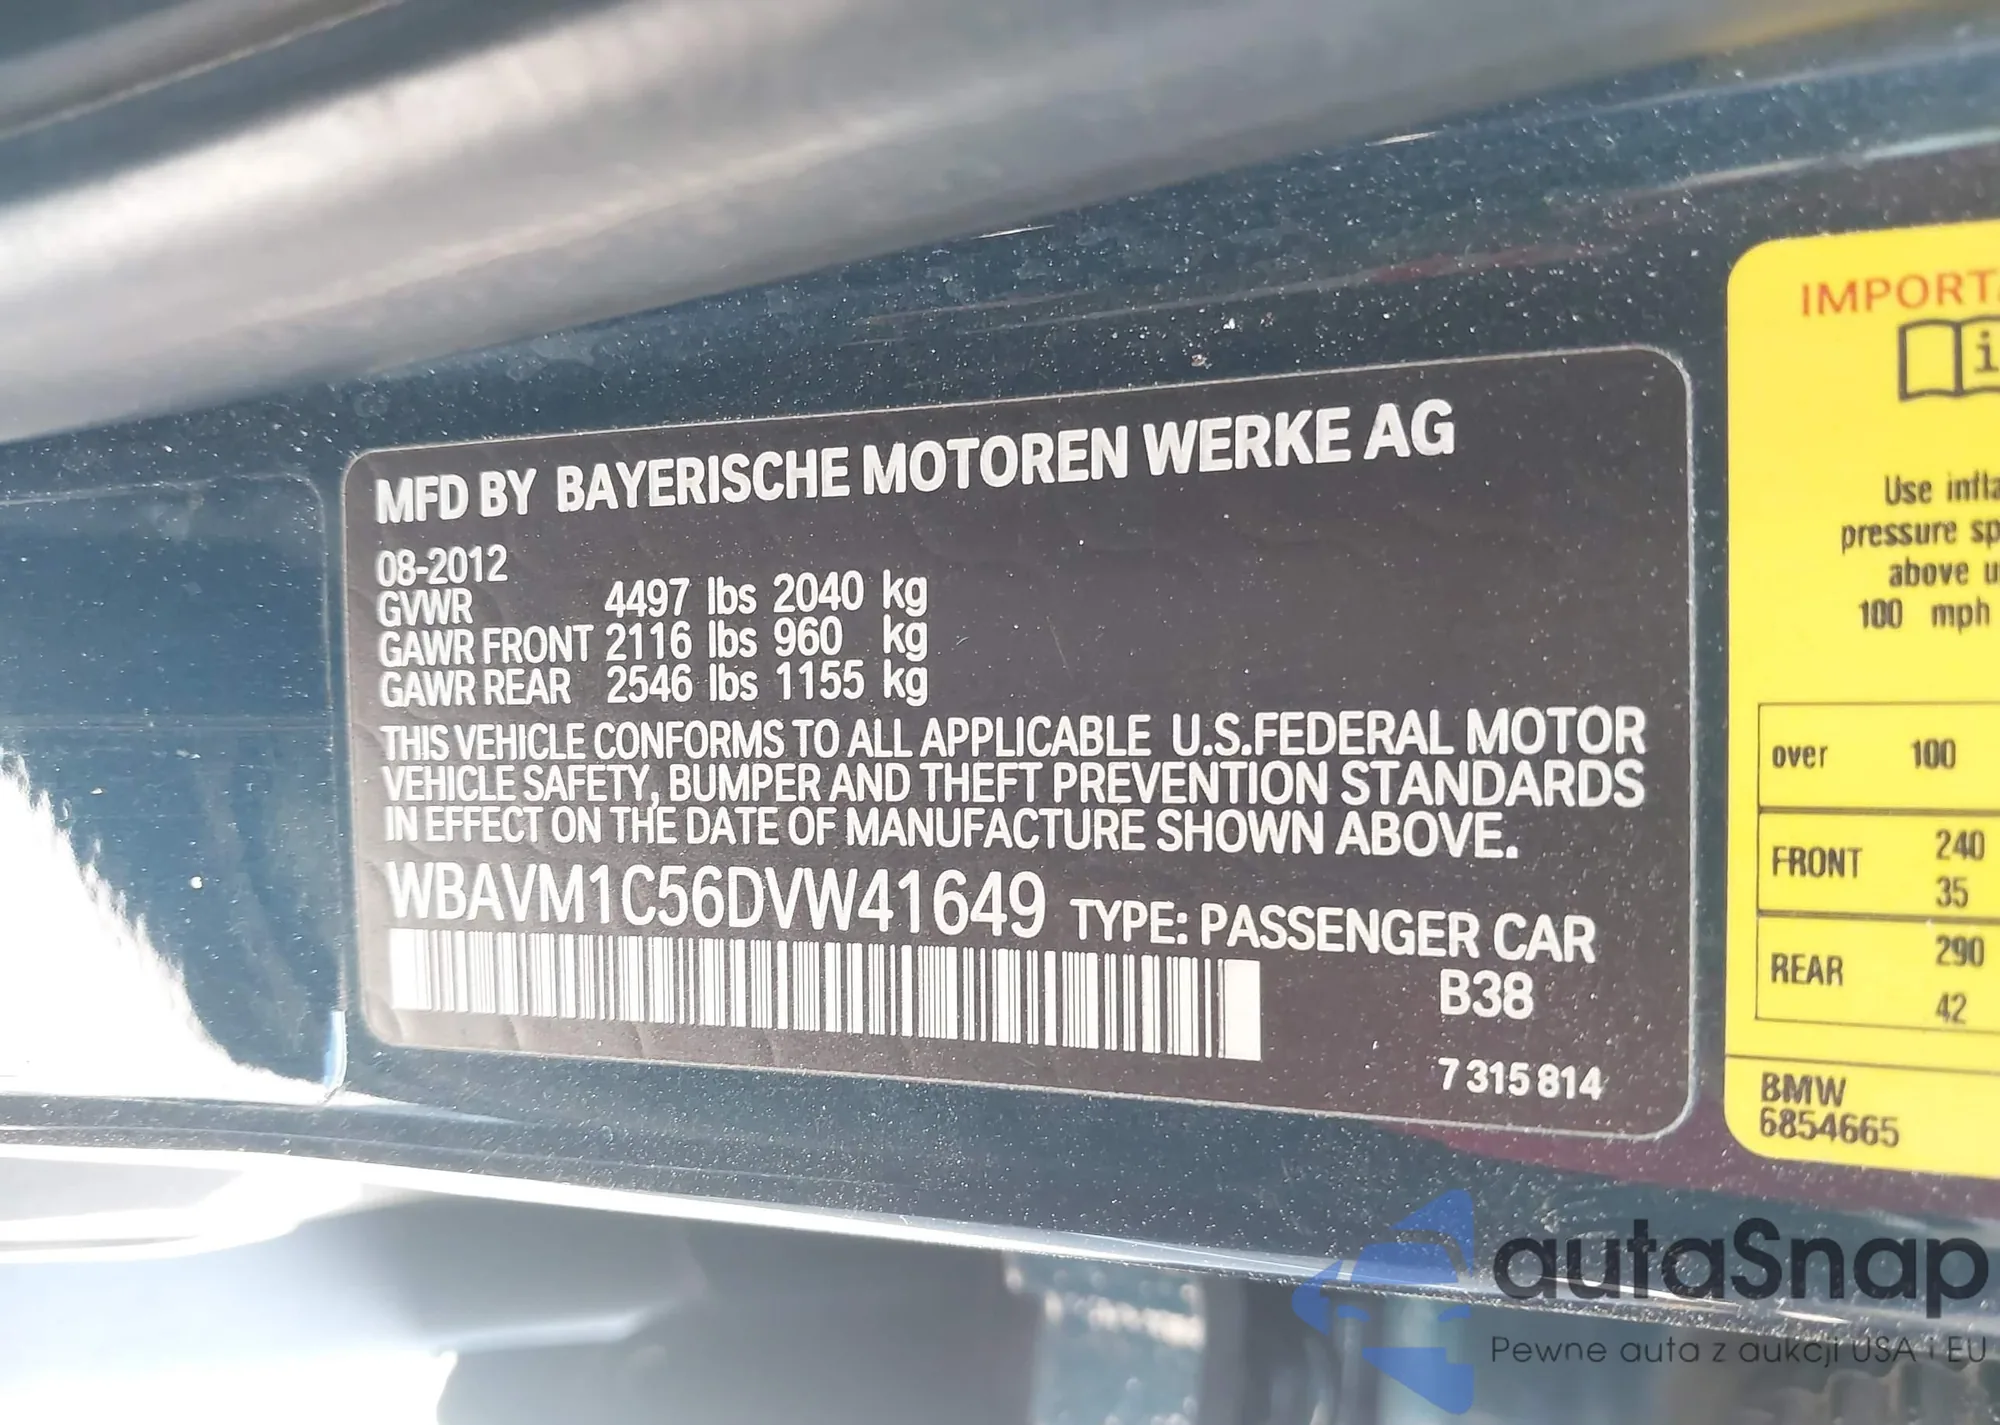 MFD BY BAYERISCHE MOTOREN WERKE AG
08-2012
GVWR 4497 lbs 2040 kg
GAWR FRONT 2116 lbs 960 kg
GAWR REAR 2546 lbs 1155 kg
THIS VEHICLE CONFORMS TO ALL APPLICABLE U.S.FEDERAL MOTOR
VEHICLE SAFETY, BUMPER AND THEFT PREVENTION STANDARDS
IN EFFECT ON THE DATE OF MANUFACTURE SHOWN ABOVE.
WBAVM1C56DVW41649 TYPE: PASSENGER CAR
B38
7 315 814
IMPORTA
i
Use infla
pressure sp
above u
100 mph
over 100
FRONT 240
35
REAR 290
42
BMW
6854665
autaSnap
Pewne auta z aukcji USA i EU